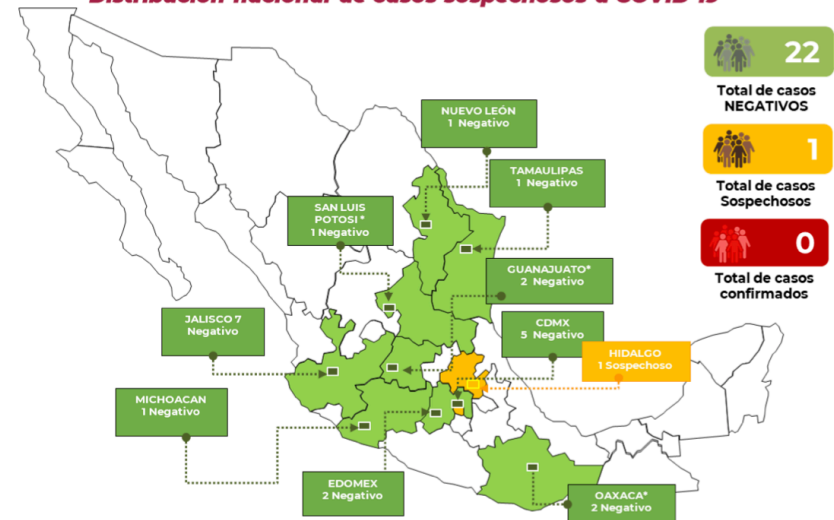 Distribución nacional de casos sospechosos a COVID-19
22
Total de casos
NEGATIVOS
1
Total de casos
Sospechosos
0
Total de casos
confirmados
NUEVO LEÓN
1 Negativo
TAMAULIPAS
1 Negativo
SAN LUIS
POTOSI *
1 Negativo
GUANAJUATO*
2 Negativo
CDMX
5 Negativo
JALISCO 7
Negativo
HIDALGO
1 Sospechoso
MICHOACAN
1 Negativo
EDOMEX
2 Negativo
OAXACA*
2 Negativo